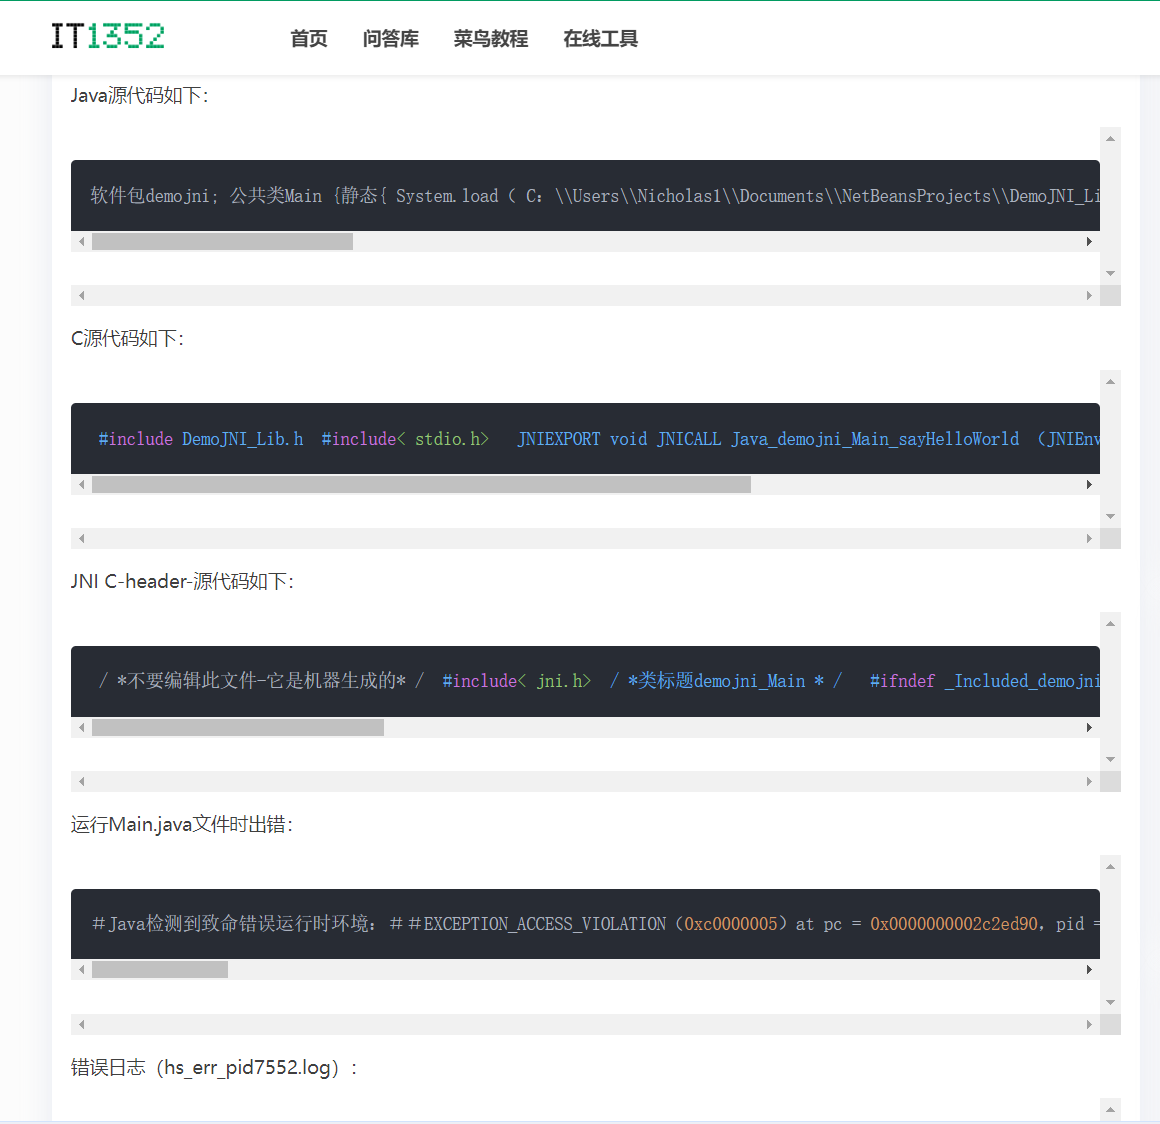 IT1352 首页 问答库 菜鸟教程 在线工具
Java源代码如下：
软件包demojni; 公共类Main {静态{ System.load（ C：\\Users\\Nicholas1\\Documents\\NetBeansProjects\\DemoJNI_Li
C源代码如下：
#include DemoJNI_Lib.h #include< stdio.h> JNIEXPORT void JNICALL Java_demojni_Main_sayHelloWorld （JNIEnv
JNI C-header-源代码如下：
/ *不要编辑此文件-它是机器生成的* / #include< jni.h> / *类标题demojni_Main * / #ifndef _Included_demojni
运行Main.java文件时出错：
＃Java检测到致命错误运行时环境：＃＃EXCEPTION_ACCESS_VIOLATION（0xc0000005）at pc = 0x0000000002c2ed90，pid =
错误日志（hs_err_pid7552.log）：